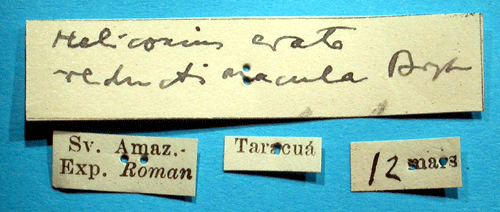 Heliconius erato
reductimacula Bryk
Sv. Amaz.-
Exp. Roman
Taracuá
12 mars